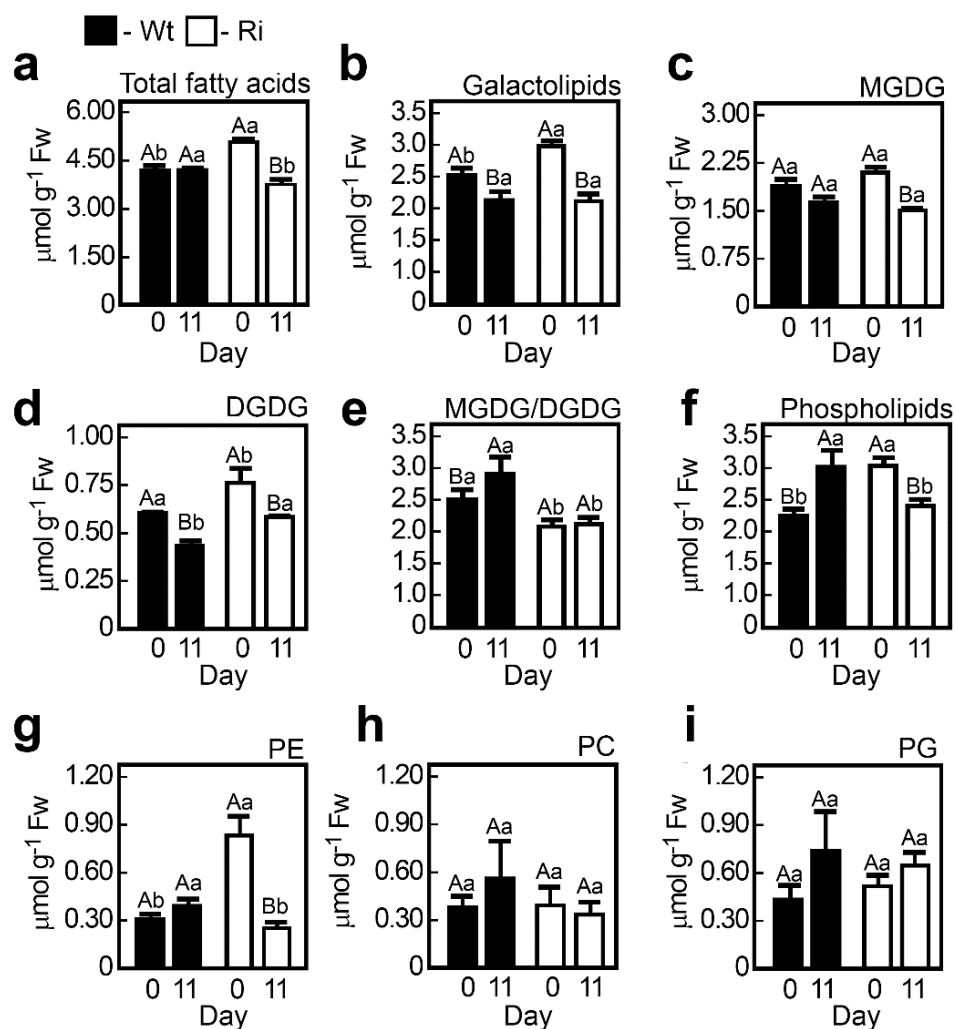 - Wt - Ri
a Total fatty acids
μmol g⁻¹ Fw
6.00
4.50
3.00
1.50
0
Ab Aa Aa Bb
0 11 0 11
Day
b Galactolipids
μmol g⁻¹ Fw
3.5
3.0
2.5
2.0
1.5
1.0
0
Ab Ba Aa Ba
0 11 0 11
Day
c MGDG
μmol g⁻¹ Fw
3.00
2.25
1.50
0.75
0
Aa Aa Aa Ba
0 11 0 11
Day
d DGDG
μmol g⁻¹ Fw
1.00
0.75
0.50
0.25
0
Aa Bb Ab Ba
0 11 0 11
Day
e MGDG/DGDG
μmol g⁻¹ Fw
3.5
3.0
2.5
2.0
1.5
1.0
0
Ba Aa Ab Ab
0 11 0 11
Day
f Phospholipids
μmol g⁻¹ Fw
3.5
3.0
2.5
2.0
1.5
1.0
0
Bb Aa Aa Bb
0 11 0 11
Day
g PE
μmol g⁻¹ Fw
1.20
0.90
0.60
0.30
0
Ab Aa Aa Bb
0 11 0 11
Day
h PC
μmol g⁻¹ Fw
1.20
0.90
0.60
0.30
0
Aa Aa Aa Aa
0 11 0 11
Day
i PG
μmol g⁻¹ Fw
1.20
0.90
0.60
0.30
0
Aa Aa Aa Aa
0 11 0 11
Day